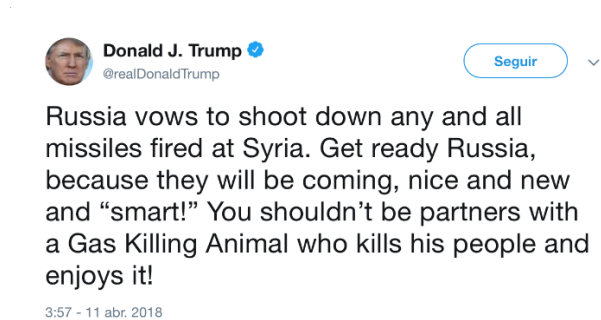 Donald J. Trump
@realDonaldTrump
Seguir
Russia vows to shoot down any and all
missiles fired at Syria. Get ready Russia,
because they will be coming, nice and new
and “smart!” You shouldn’t be partners with
a Gas Killing Animal who kills his people and
enjoys it!
3:57 - 11 abr. 2018